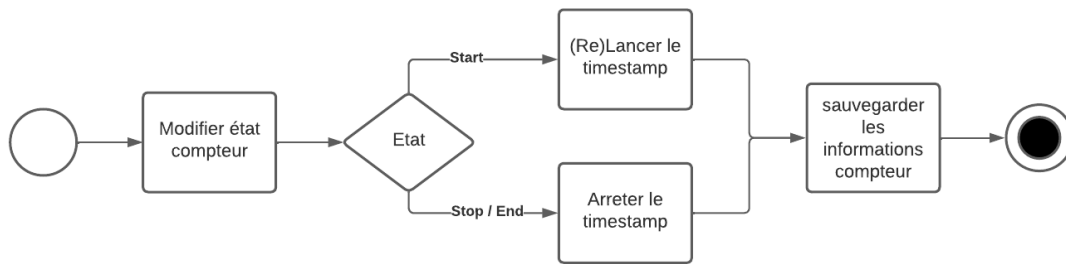 Modifier état
compteur
Etat
Start
(Re)Lancer le
timestamp
Stop / End
Arreter le
timestamp
sauvegarder
les
informations
compteur